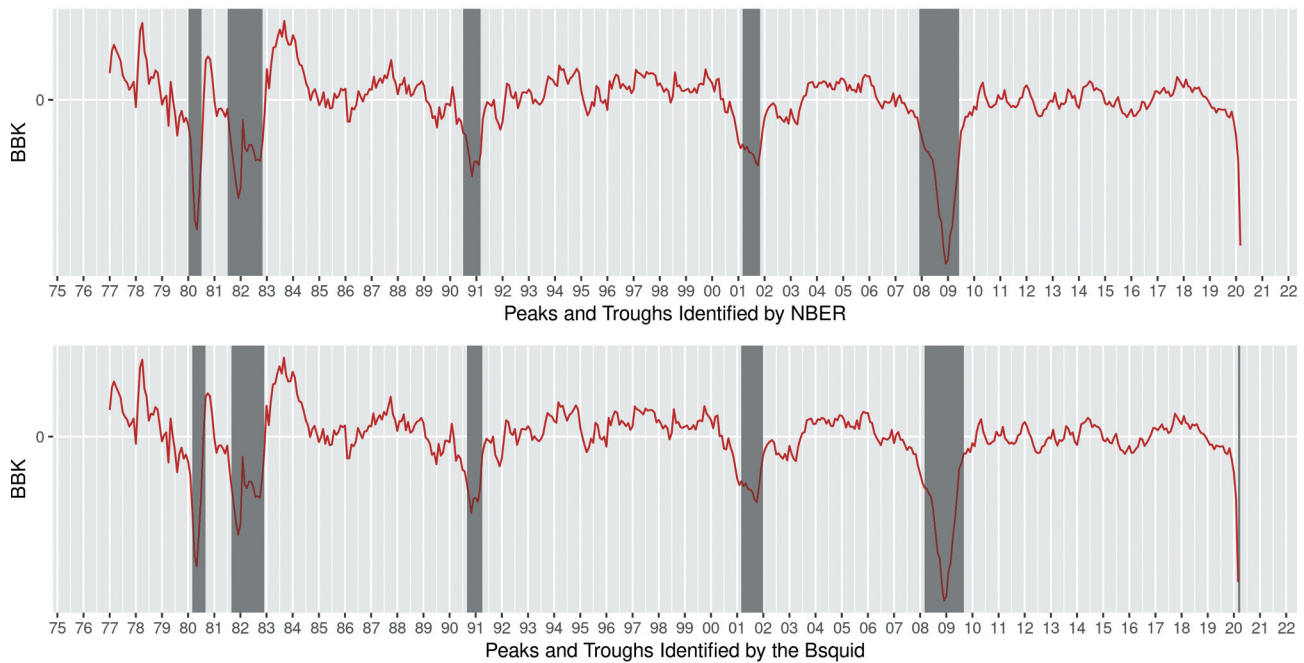 BBK
0
75 76 77 78 79 80 81 82 83 84 85 86 87 88 89 90 91 92 93 94 95 96 97 98 99 00 01 02 03 04 05 06 07 08 09 10 11 12 13 14 15 16 17 18 19 20 21 22
Peaks and Troughs Identified by NBER
BBK
0
75 76 77 78 79 80 81 82 83 84 85 86 87 88 89 90 91 92 93 94 95 96 97 98 99 00 01 02 03 04 05 06 07 08 09 10 11 12 13 14 15 16 17 18 19 20 21 22
Peaks and Troughs Identified by the Bsquid